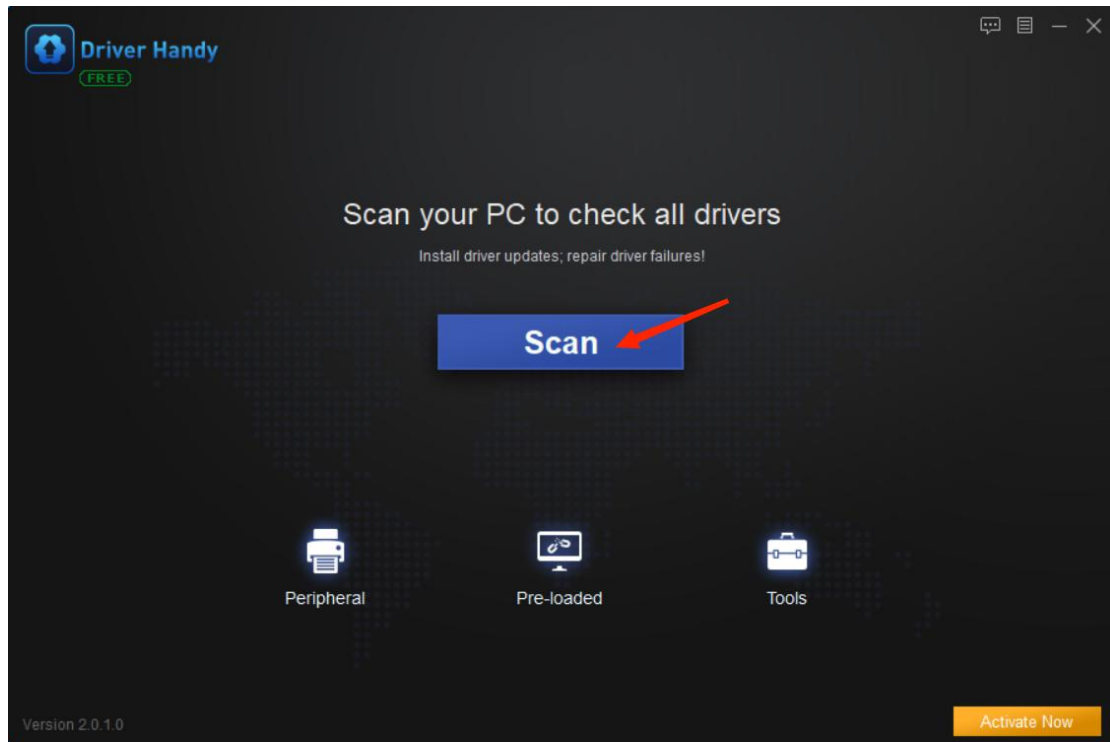 Driver Handy
FREE
Scan your PC to check all drivers
Install driver updates; repair driver failures!
Scan
Peripheral
Pre-loaded
Tools
Version 2.0.1.0
Activate Now